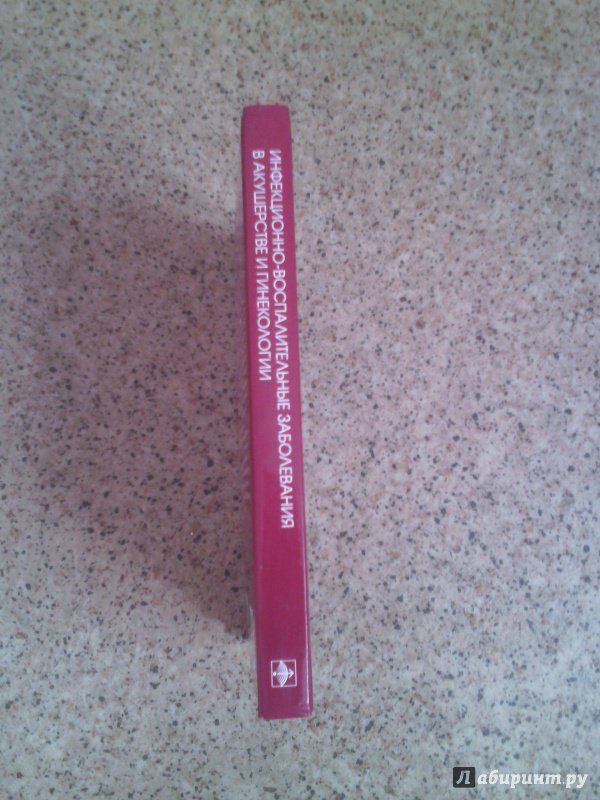 ИНФЕКЦИОННО-ВОСПАЛИТЕЛЬНЫЕ ЗАБОЛЕВАНИЯ
В АКУШЕРСТВЕ И ГИНЕКОЛОГИИ
Лабиринт.ру